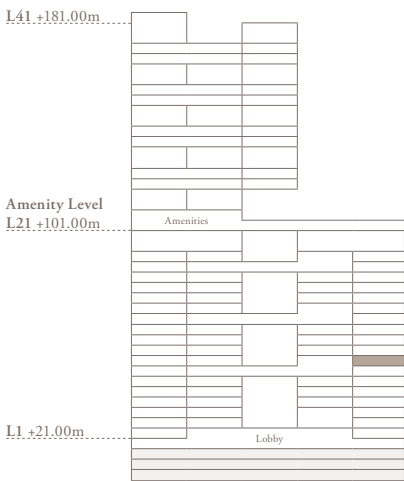 L41 +181.00m
Amenity Level
L21 +101.00m
Amenities
L1 +21.00m
Lobby